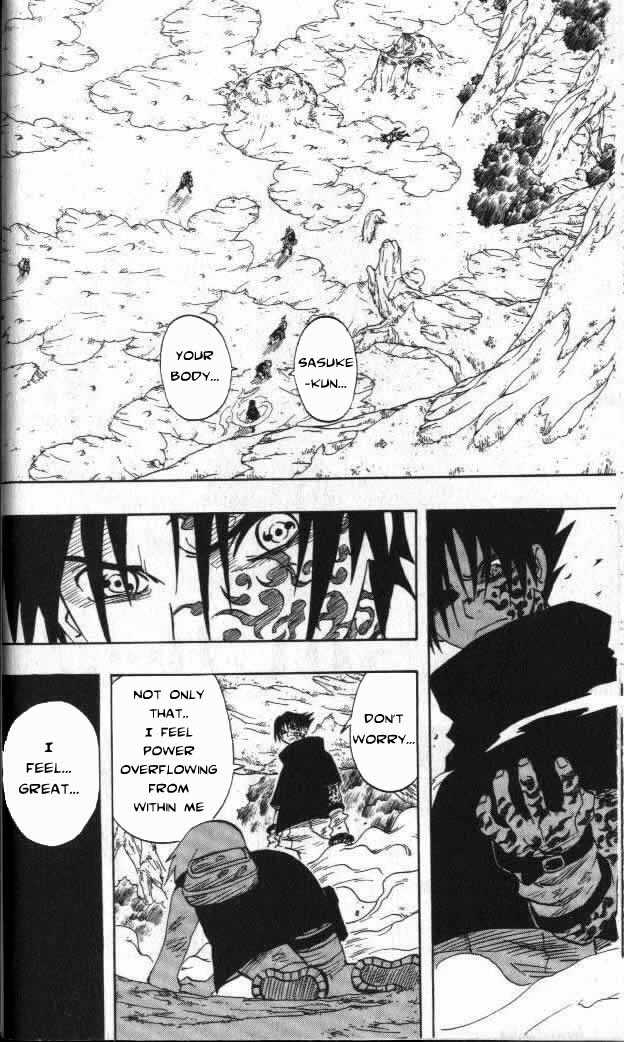 SASUKE
-KUN...
YOUR
BODY...
DON'T
WORRY...
NOT ONLY
THAT..
I FEEL
POWER
OVERFLOWING
FROM
WITHIN ME
I
FEEL...
GREAT...